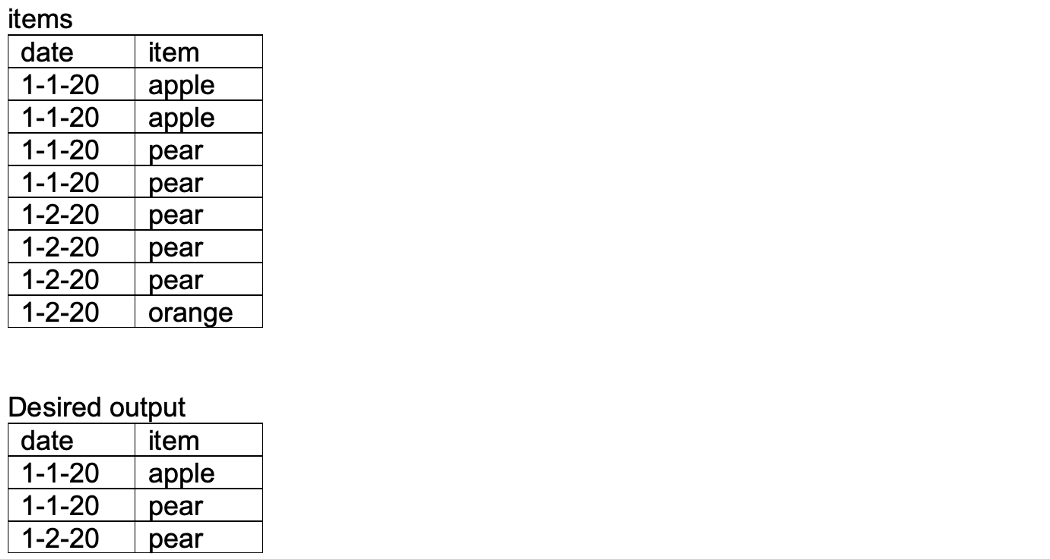 items
date item
1-1-20 apple
1-1-20 apple
1-1-20 pear
1-1-20 pear
1-2-20 pear
1-2-20 pear
1-2-20 pear
1-2-20 orange
Desired output
date item
1-1-20 apple
1-1-20 pear
1-2-20 pear